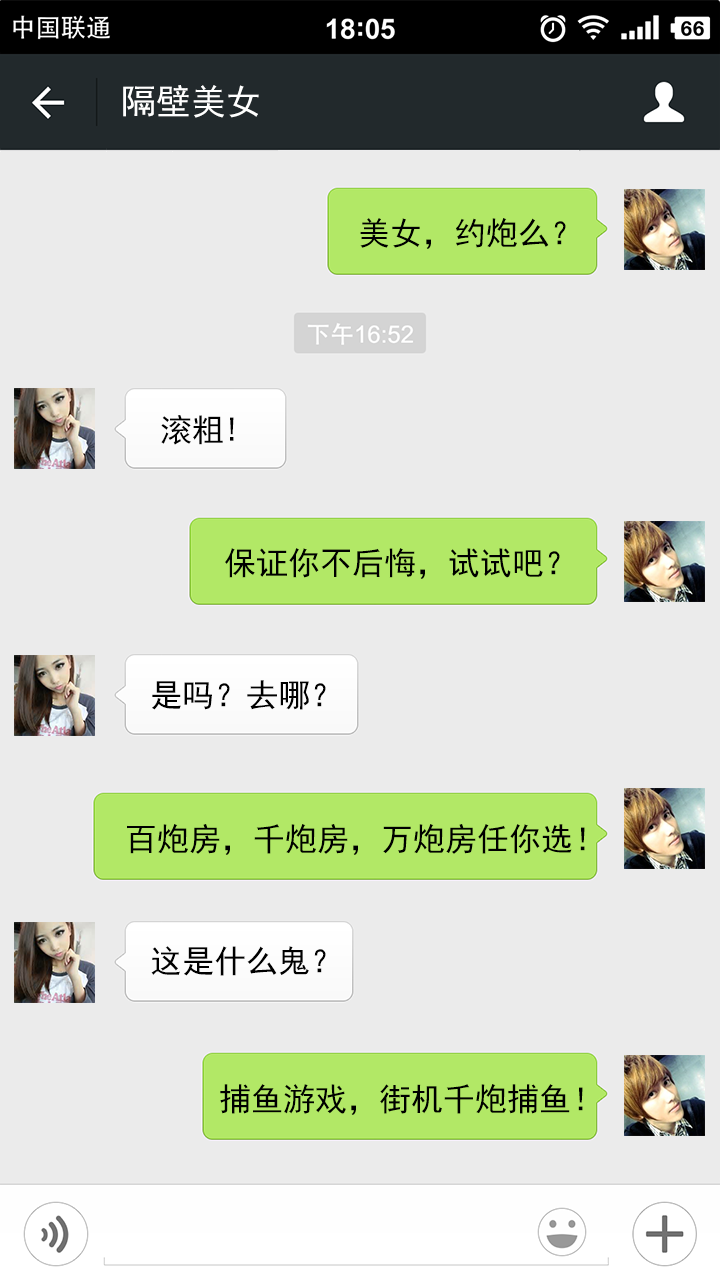 中国联通 18:05 66
隔壁美女
美女，约炮么？
下午16:52
滚粗！
保证你不后悔，试试吧？
是吗？去哪？
百炮房，千炮房，万炮房任你选！
这是什么鬼？
捕鱼游戏，街机千炮捕鱼！